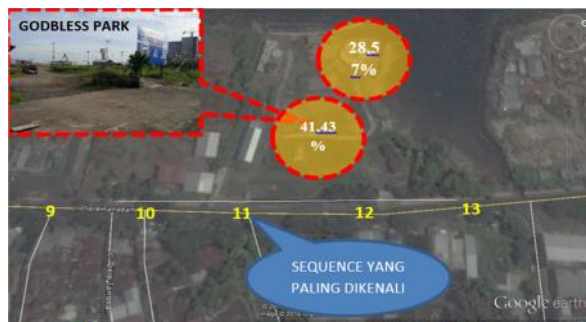 GODBLESS PARK
28.5
7%
41.43
%
9
10
11
12
13
SEQUENCE YANG
PALING DIKENALI
Google earth